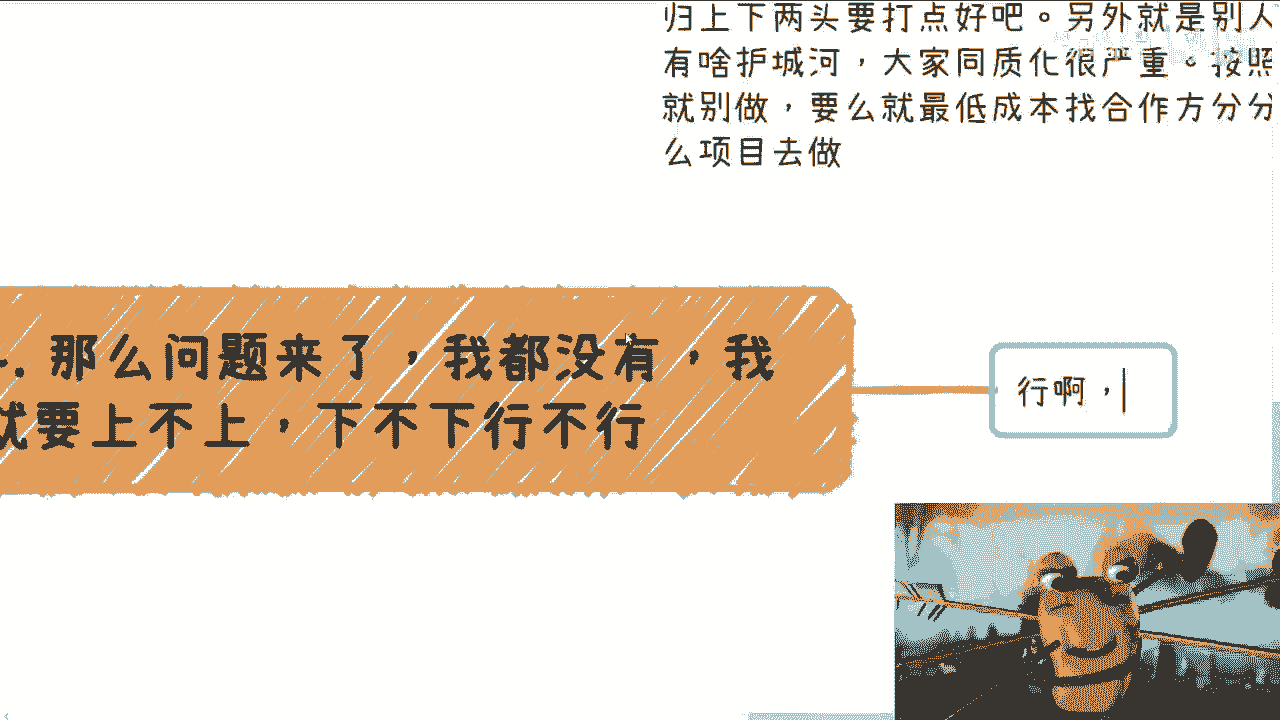 归上下两头要打点好吧。另外就是别人
有啥护城河,大家同质化很严重。按照
就别做,要么就最低成本找合作方分分
么项目去做
. 那么问题来了,我都没有,我
就要上不上,下不下行不行
行啊,